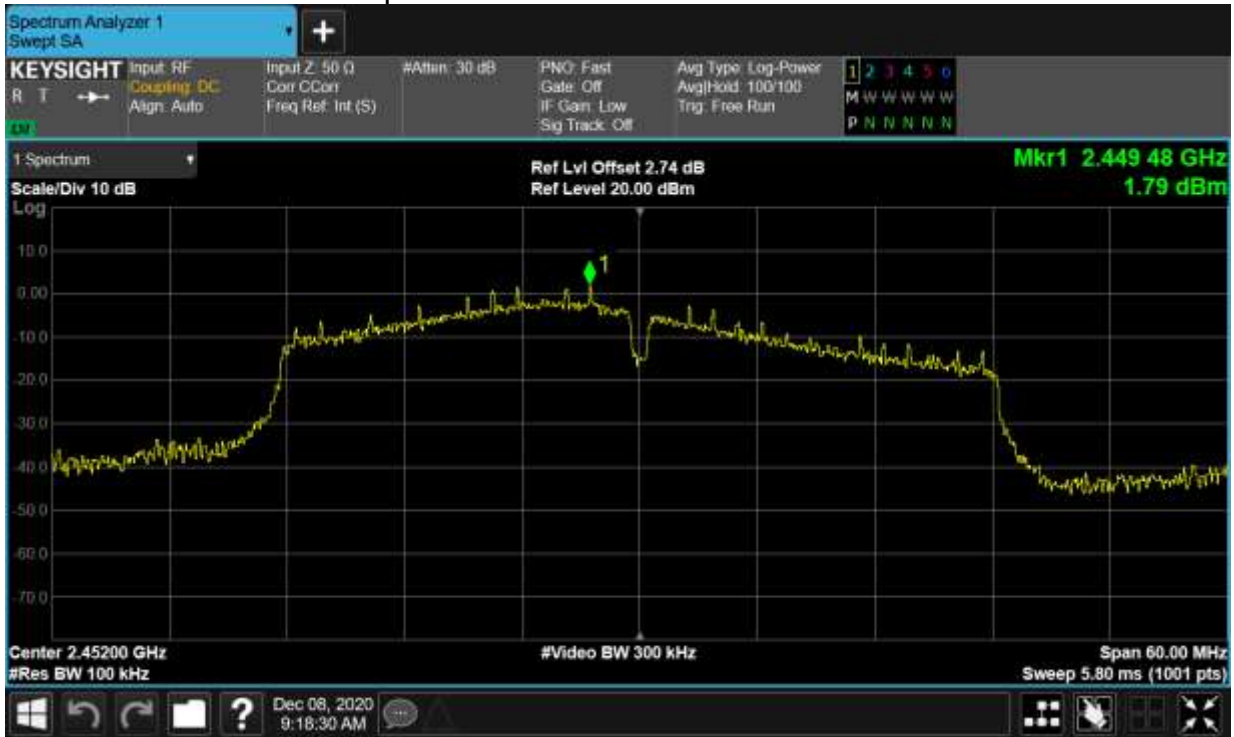 Spectrum Analyzer 1
Swept SA
+
KEYSIGHT
R T
Input: RF
Coupling: DC
Align: Auto
Input Z: 50 Ω
Corr CCorr
Freq Ref: Int (S)
#Atten: 30 dB
PNO: Fast
Gate: Off
IF Gain: Low
Sig Track: Off
Avg Type: Log-Power
Avg|Hold: 100/100
Trig: Free Run
1 2 3 4 5 6
M W W W W W
P N N N N N
1 Spectrum
Scale/Div 10 dB
Log
Ref Lvl Offset 2.74 dB
Ref Level 20.00 dBm
Mkr1 2.449 48 GHz
1.79 dBm
1
10.0
0.00
-10.0
-20.0
-30.0
-40.0
-50.0
-60.0
-70.0
Center 2.45200 GHz
#Res BW 100 kHz
#Video BW 300 kHz
Span 60.00 MHz
Sweep 5.80 ms (1001 pts)
?
Dec 08, 2020
9:18:30 AM